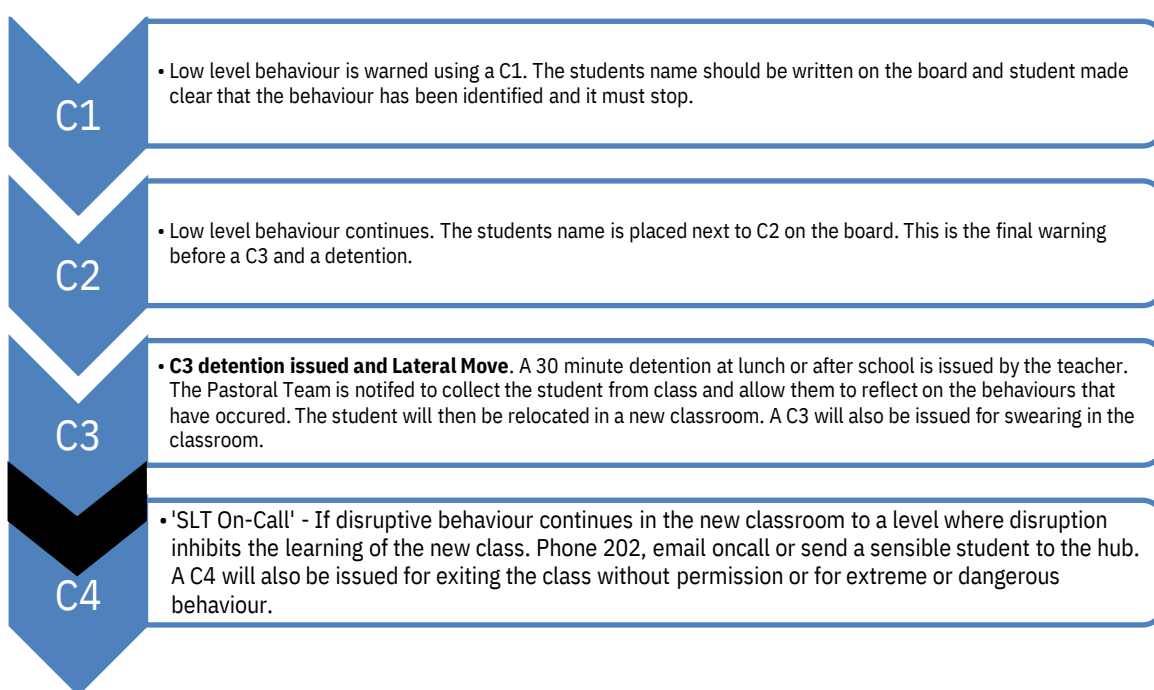 C1
• Low level behaviour is warned using a C1. The students name should be written on the board and student made
clear that the behaviour has been identified and it must stop.
C2
• Low level behaviour continues. The students name is placed next to C2 on the board. This is the final warning
before a C3 and a detention.
C3
• C3 detention issued and Lateral Move. A 30 minute detention at lunch or after school is issued by the teacher.
The Pastoral Team is notifed to collect the student from class and allow them to reflect on the behaviours that
have occured. The student will then be relocated in a new classroom. A C3 will also be issued for swearing in the
classroom.
C4
• 'SLT On-Call' - If disruptive behaviour continues in the new classroom to a level where disruption
inhibits the learning of the new class. Phone 202, email oncall or send a sensible student to the hub.
A C4 will also be issued for exiting the class without permission or for extreme or dangerous
behaviour.